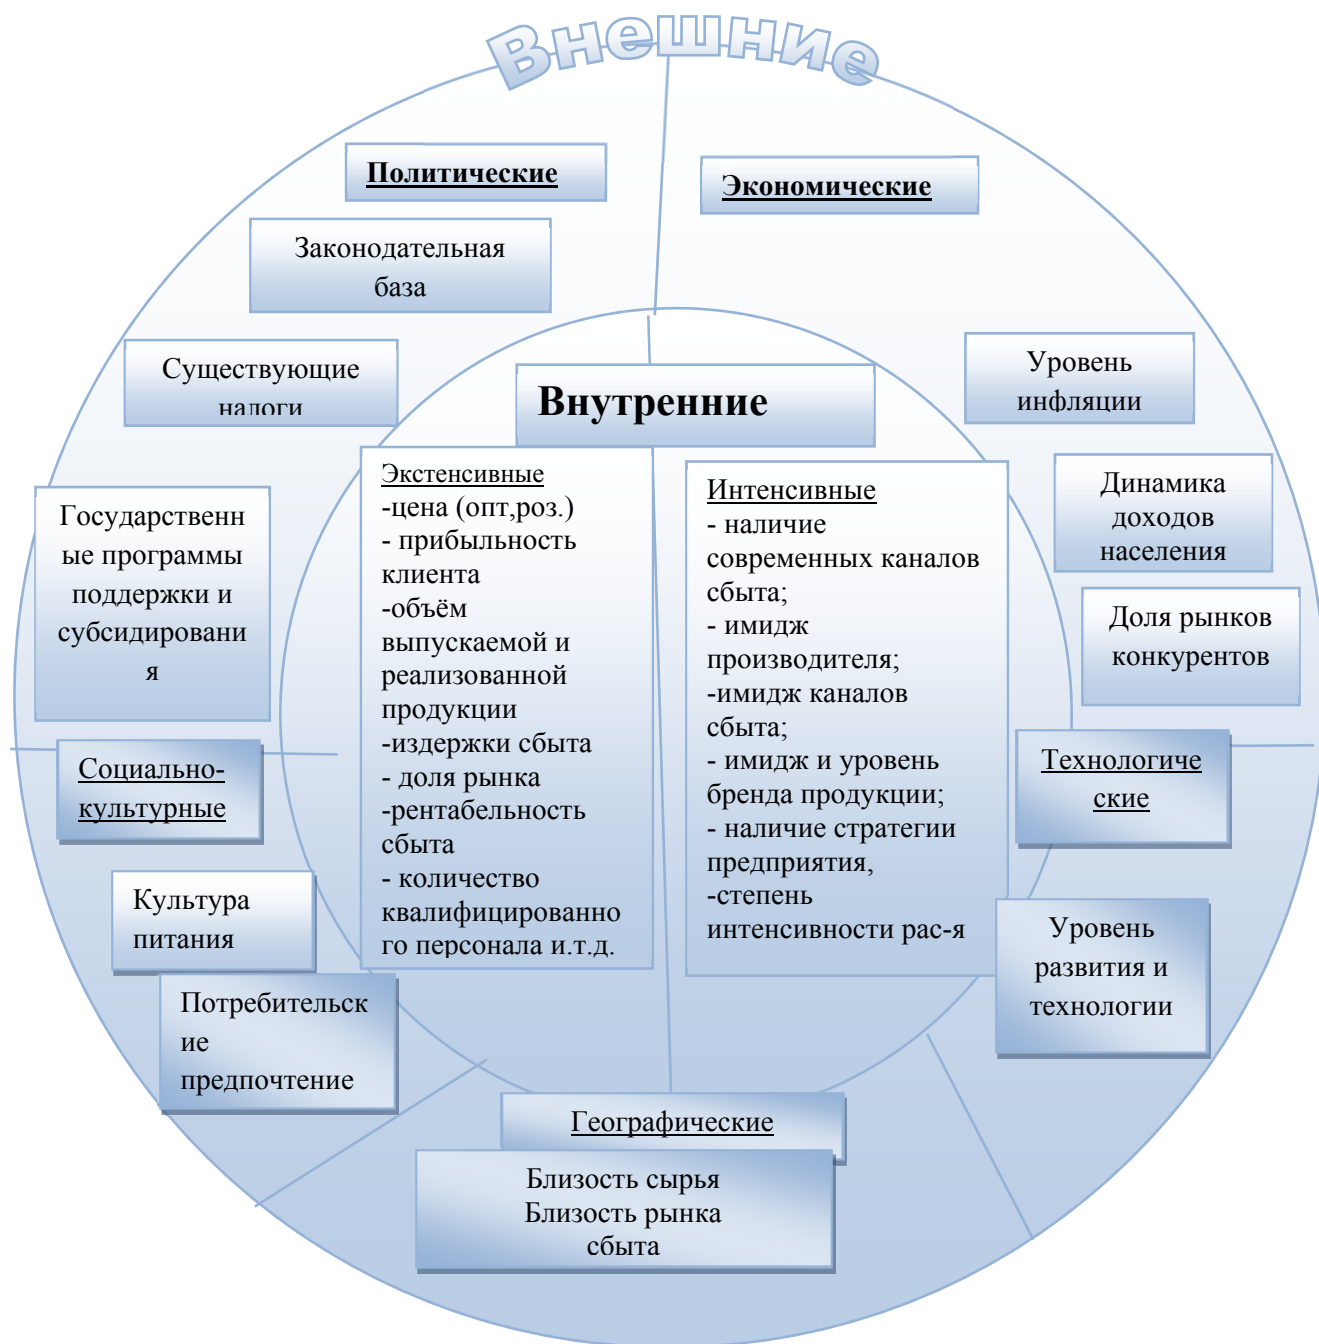 Внешние
Политические
Экономические
Законодательная
база
Существующие
налоги
Уровень
инфляции
Внутренние
Государственн
ые программы
поддержки и
субсидировани
я
Экстенсивные
-цена (опт,роз.)
- прибыльность
клиента
-объём
выпускаемой и
реализованной
продукции
-издержки сбыта
- доля рынка
-рентабельность
сбыта
- количество
квалифицированно
го персонала и.т.д.
Интенсивные
- наличие
современных каналов
сбыта;
- имидж
производителя;
-имидж каналов
сбыта;
- имидж и уровень
бренда продукции;
- наличие стратегии
предприятия,
-степень
интенсивности рас-я
Динамика
доходов
населения
Доля рынков
конкурентов
Социально-
культурные
Технологиче
ские
Культура
питания
Потребительск
ие
предпочтение
Уровень
развития и
технологии
Географические
Близость сырья
Близость рынка
сбыта